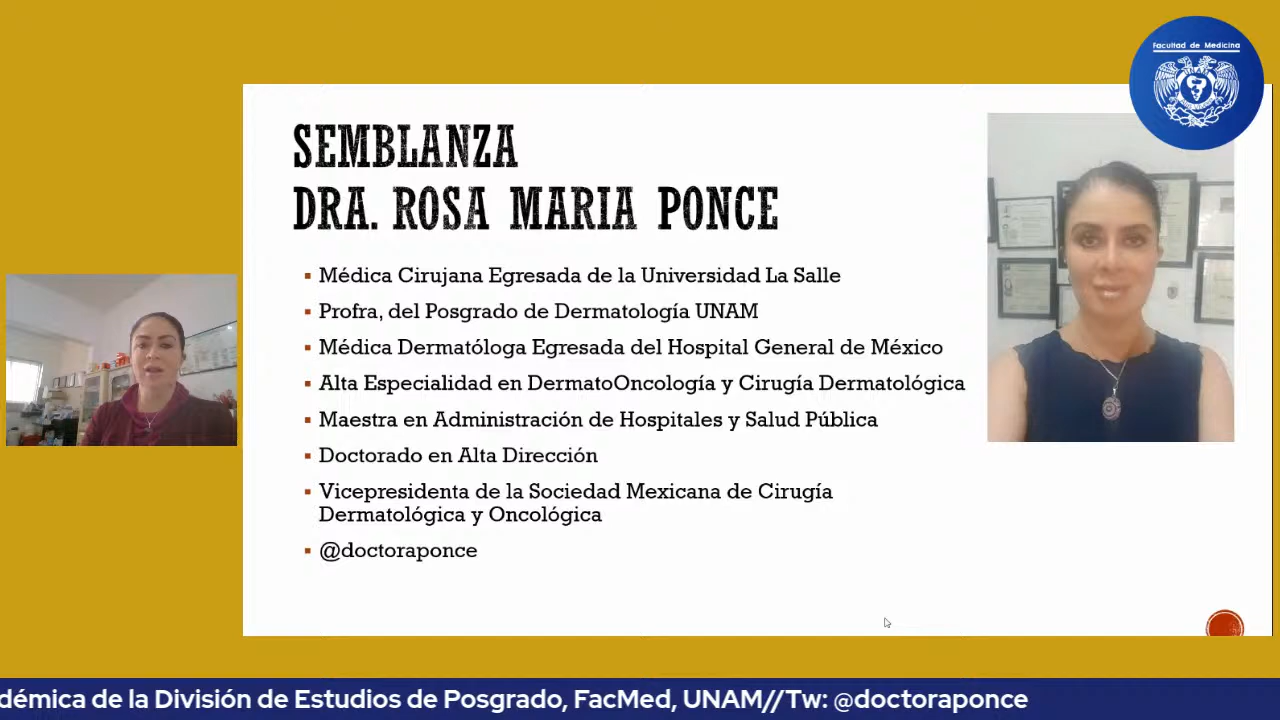 Facultad de Medicina
SEMBLANZA
DRA. ROSA MARIA PONCE
▪ Médica Cirujana Egresada de la Universidad La Salle
▪ Profra, del Posgrado de Dermatología UNAM
▪ Médica Dermatóloga Egresada del Hospital General de México
▪ Alta Especialidad en DermatoOncología y Cirugía Dermatológica
▪ Maestra en Administración de Hospitales y Salud Pública
▪ Doctorado en Alta Dirección
▪ Vicepresidenta de la Sociedad Mexicana de Cirugía
Dermatológica y Oncológica
▪ @doctoraponce
démica de la División de Estudios de Posgrado, FacMed, UNAM//Tw: @doctoraponce